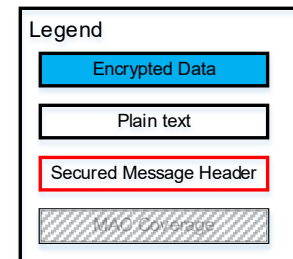 Legend
Encrypted Data
Plain text
Secured Message Header
MAC Coverage